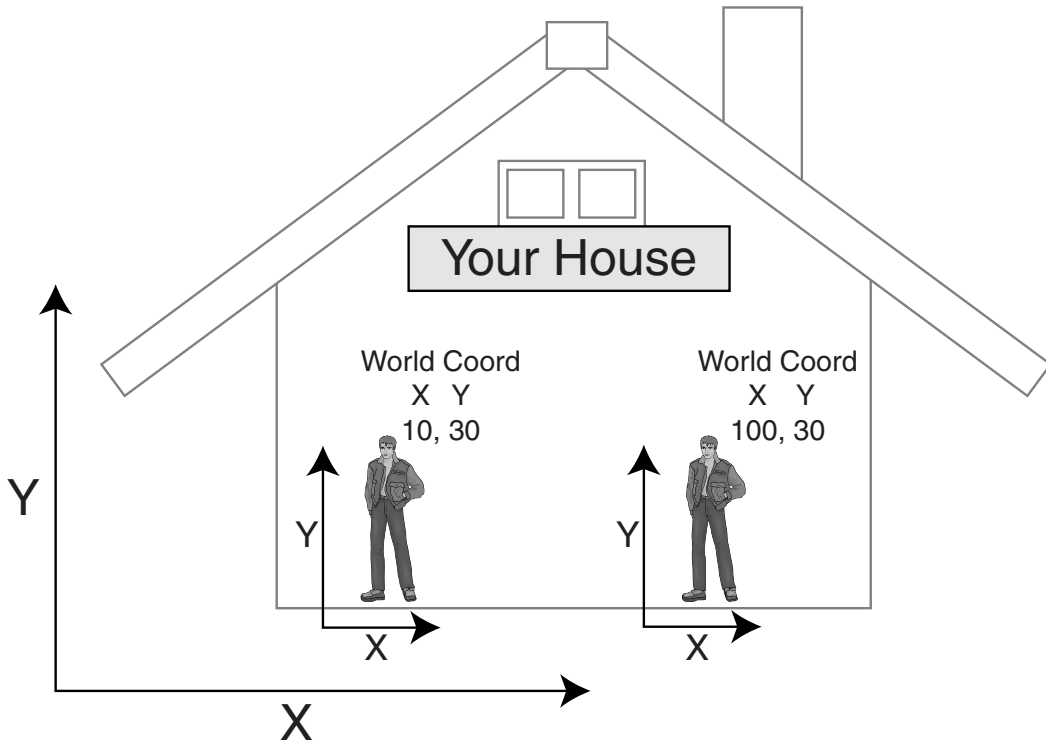 Your House
World Coord
X Y
10, 30
World Coord
X Y
100, 30
Y
Y
Y
X
X
X